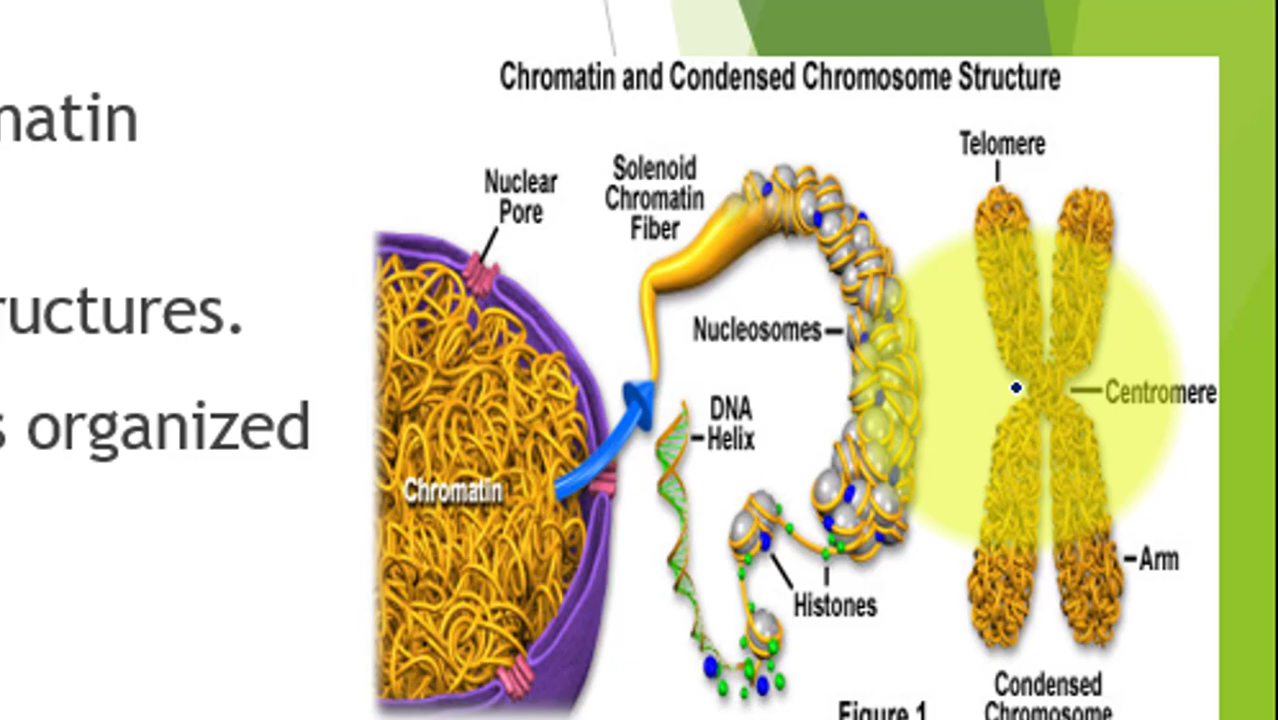 matin
ructures.
s organized
Chromatin and Condensed Chromosome Structure
Telomere
Solenoid
Chromatin
Fiber
Nuclear
Pore
Nucleosomes
Centromere
DNA
Helix
Chromatin
Arm
Histones
Condensed
Chromosome
Figure 1